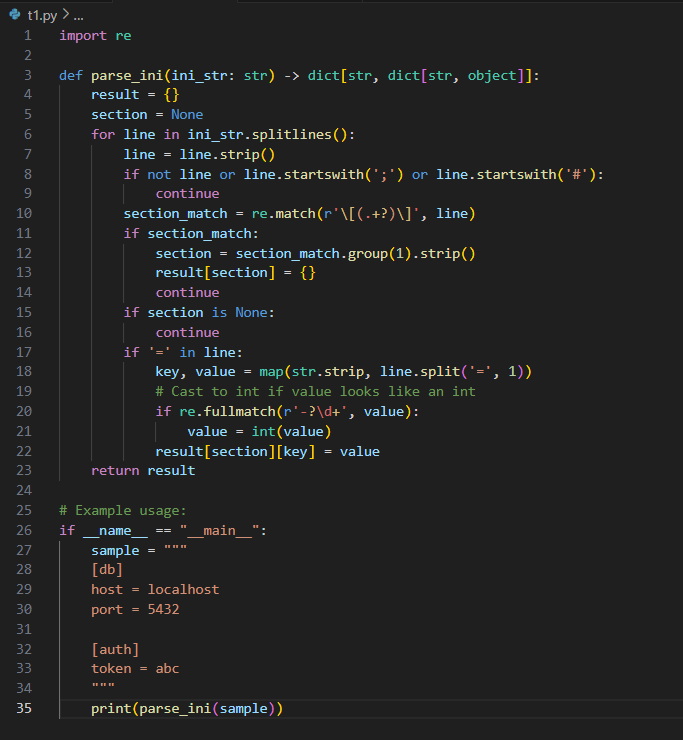 t1.py > ...
1 import re
2
3 def parse_ini(ini_str: str) -> dict[str, dict[str, object]]:
4     result = {}
5     section = None
6     for line in ini_str.splitlines():
7         line = line.strip()
8         if not line or line.startswith(';') or line.startswith('#'):
9             continue
10         section_match = re.match(r'\[(.+?)\]', line)
11         if section_match:
12             section = section_match.group(1).strip()
13             result[section] = {}
14             continue
15         if section is None:
16             continue
17         if '=' in line:
18             key, value = map(str.strip, line.split('=', 1))
19             # Cast to int if value looks like an int
20             if re.fullmatch(r'-?\d+', value):
21                 value = int(value)
22             result[section][key] = value
23     return result
24
25 # Example usage:
26 if __name__ == "__main__":
27     sample = """
28     [db]
29     host = localhost
30     port = 5432
31
32     [auth]
33     token = abc
34     """
35     print(parse_ini(sample))